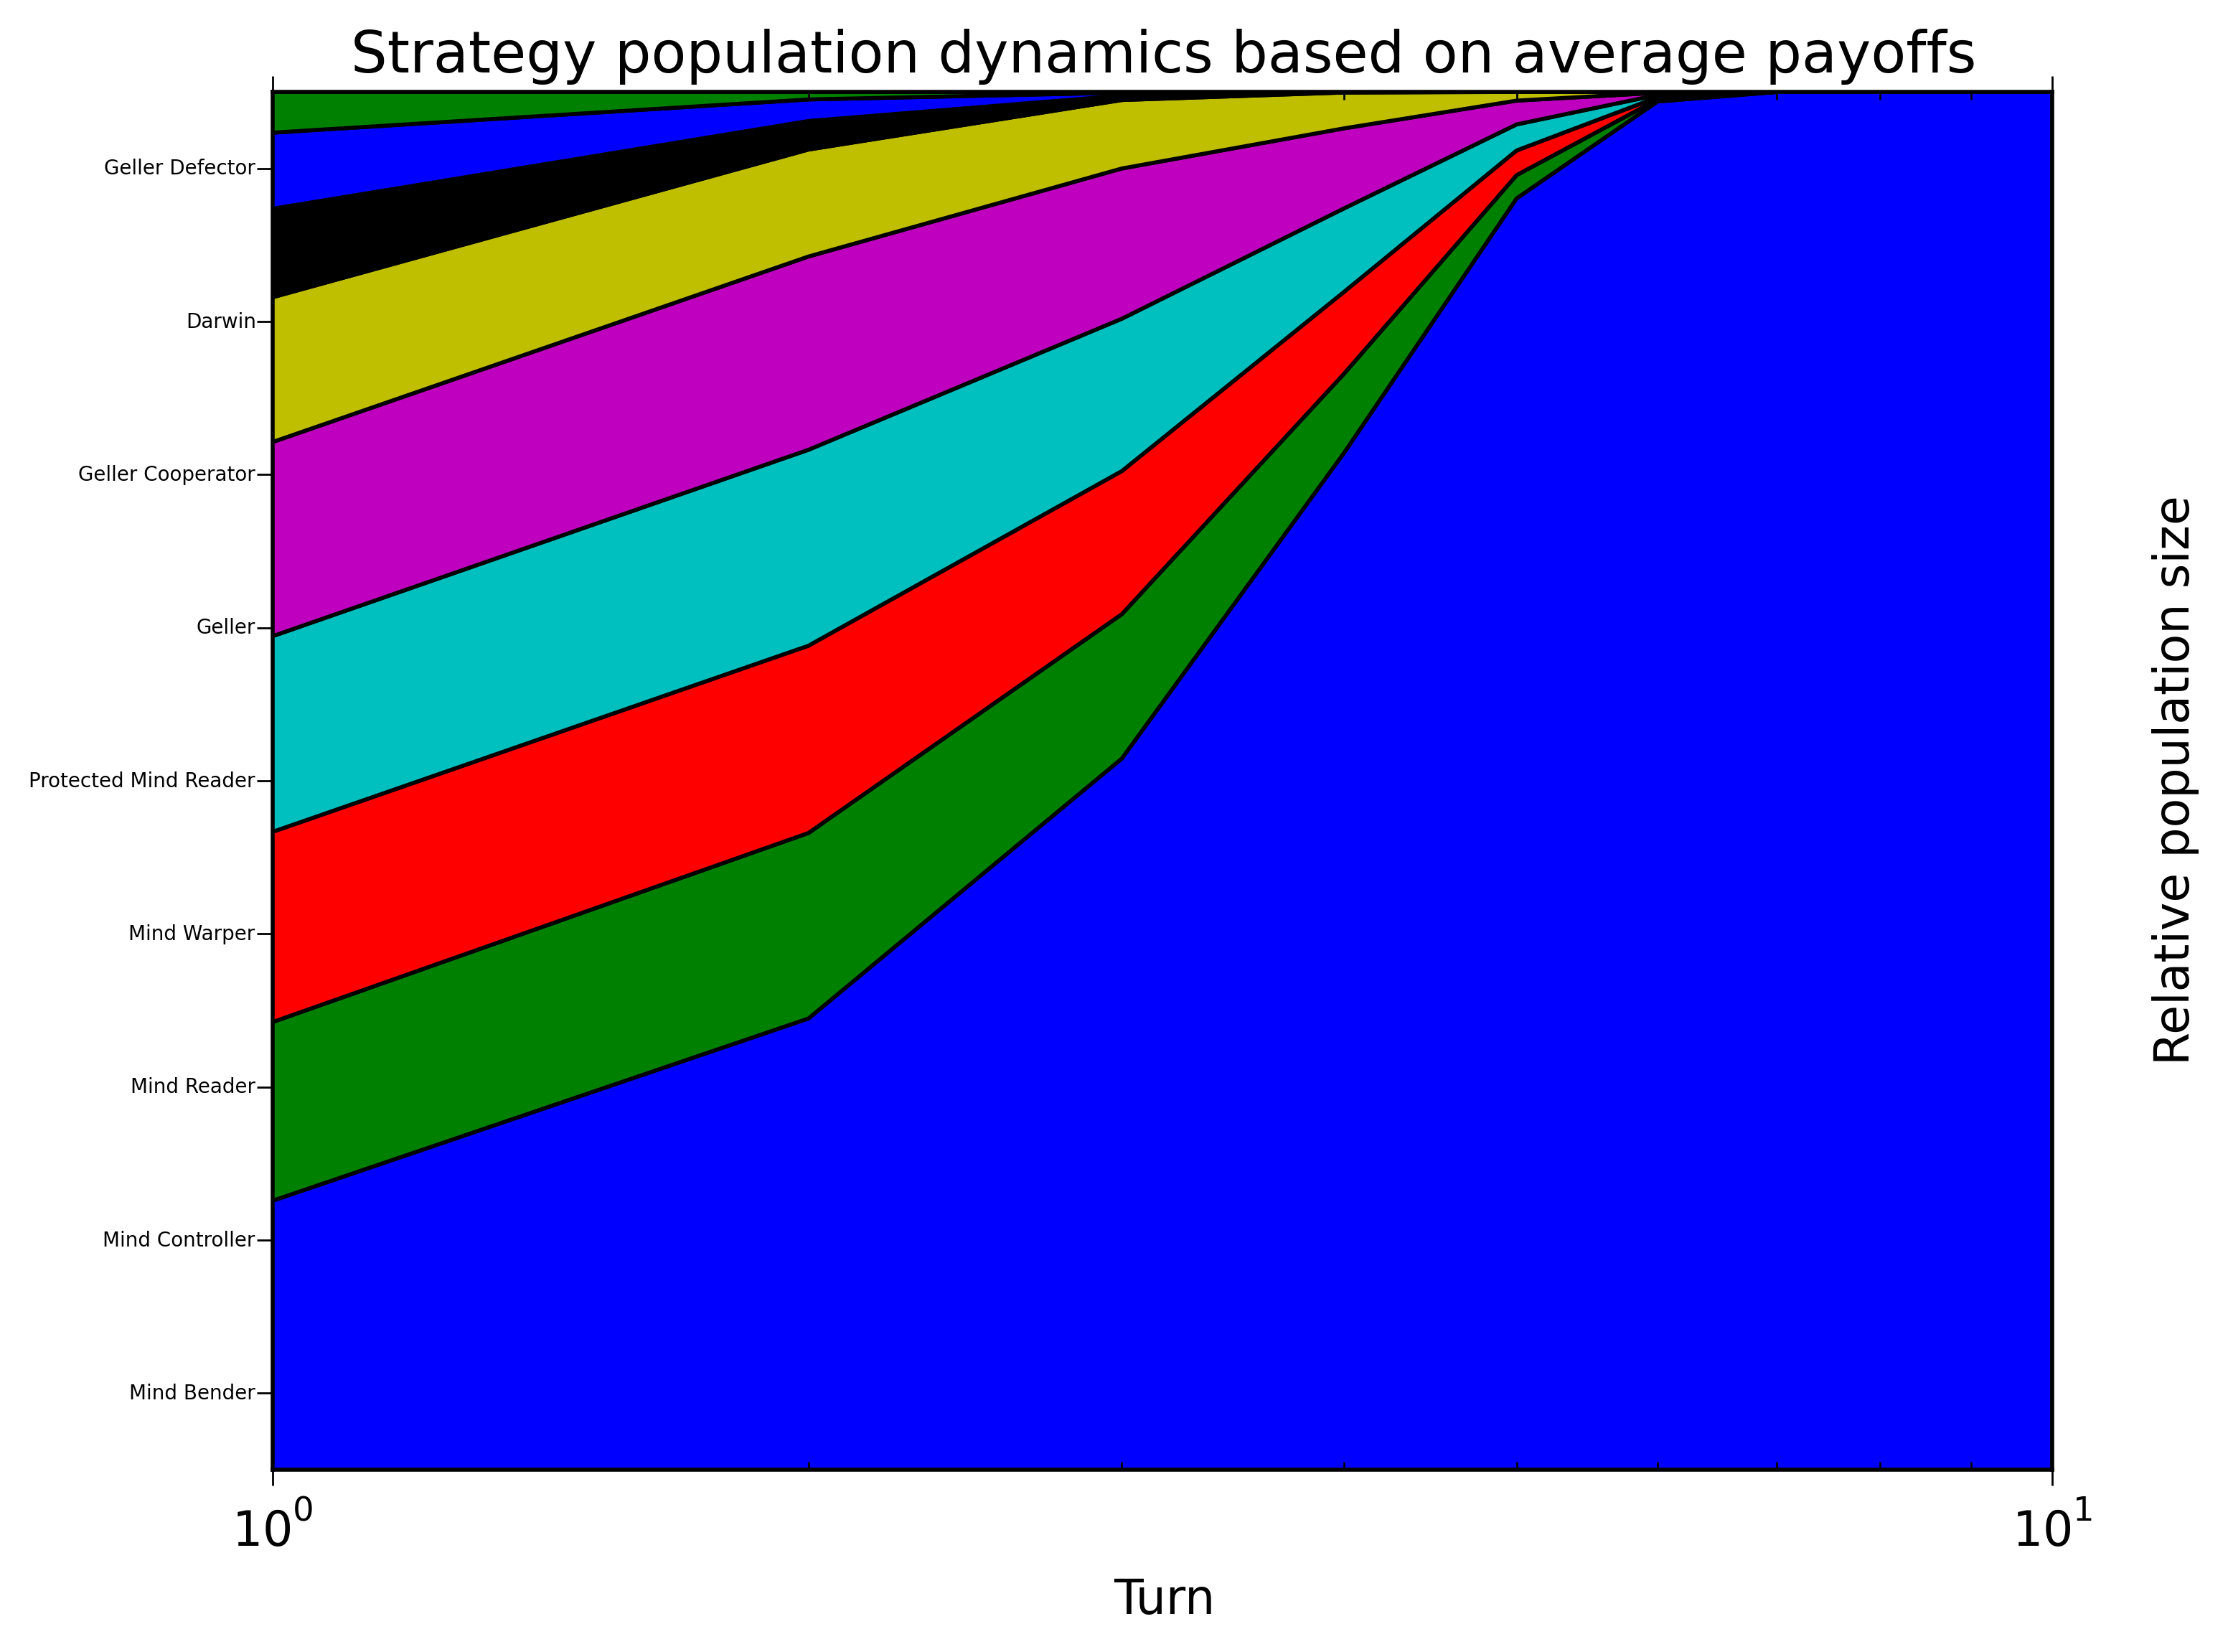 Strategy population dynamics based on average payoffs
Geller Defector
Darwin
Geller Cooperator
Geller
Protected Mind Reader
Mind Warper
Mind Reader
Mind Controller
Mind Bender
Relative population size
10^0
10^1
Turn